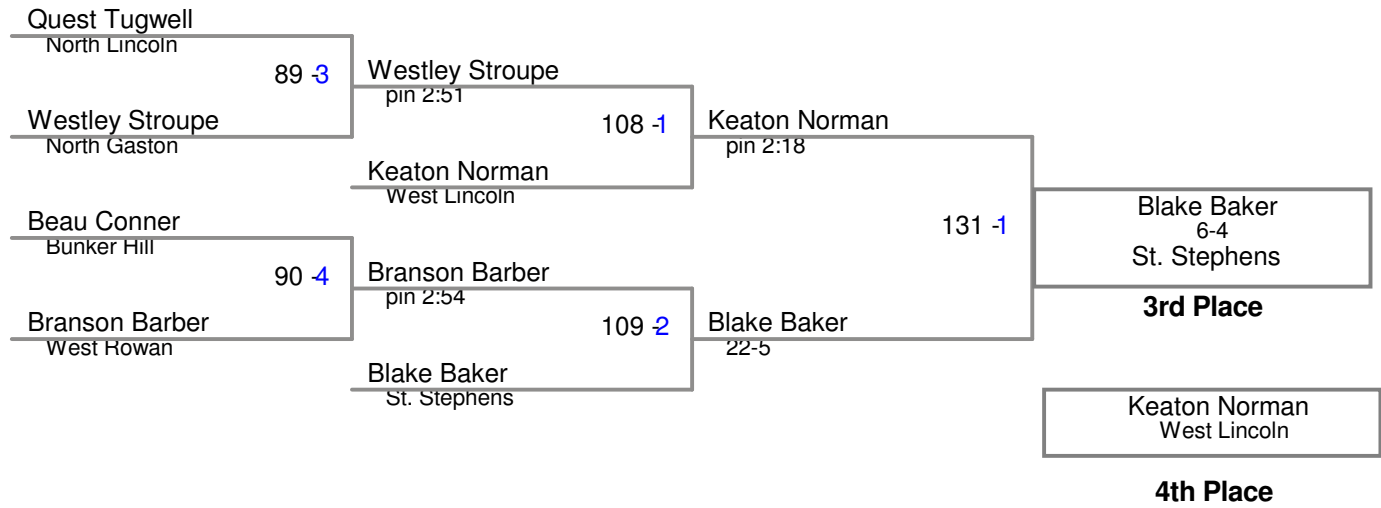 Quest Tugwell
North Lincoln
89 -3
Westley Stroupe
pin 2:51
Westley Stroupe
North Gaston
108 -1
Keaton Norman
pin 2:18
Keaton Norman
West Lincoln
Beau Conner
Bunker Hill
131 -1
Blake Baker
6-4
St. Stephens
3rd Place
90 -4
Branson Barber
pin 2:54
Branson Barber
West Rowan
109 -2
Blake Baker
22-5
Blake Baker
St. Stephens
Keaton Norman
West Lincoln
4th Place